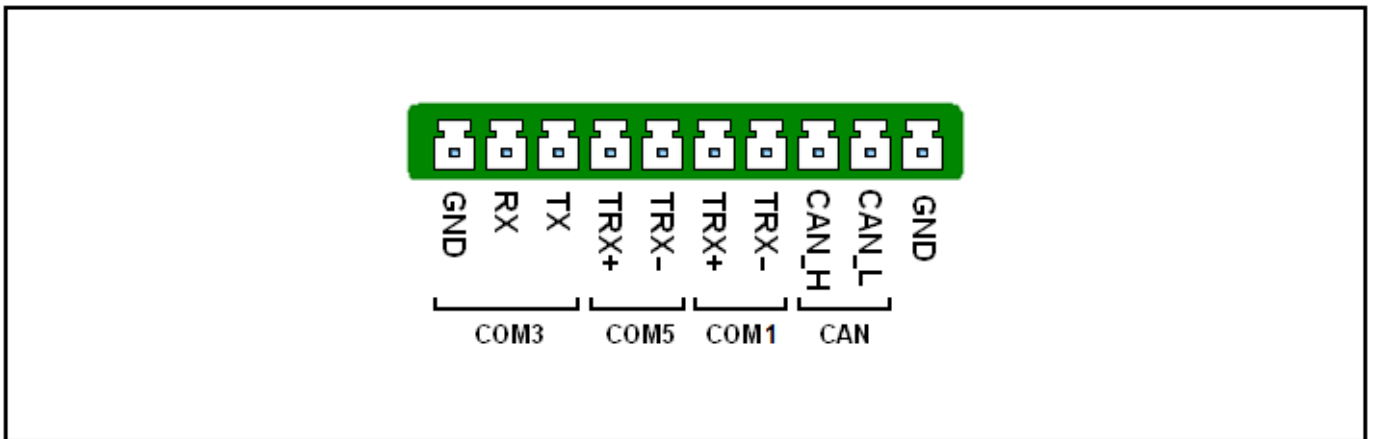 GND RX TX TRX+ TRX- TRX+ TRX- CAN_H CAN_L GND
COM3 COM5 COM1 CAN